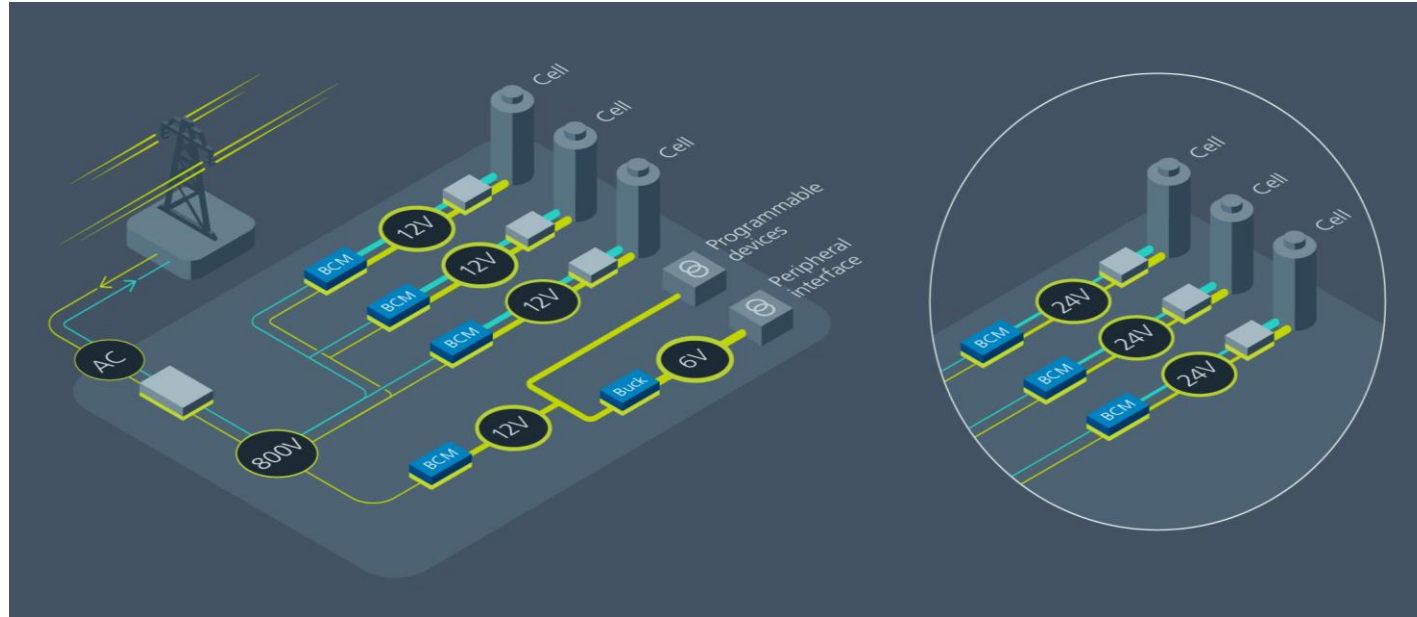 Cell
Cell
Cell
12V
BCM
12V
BCM
12V
BCM
Programmable
devices
Peripheral
interface
6V
Buck
12V
BCM
AC
800V
Cell
Cell
Cell
24V
BCM
24V
BCM
24V
BCM